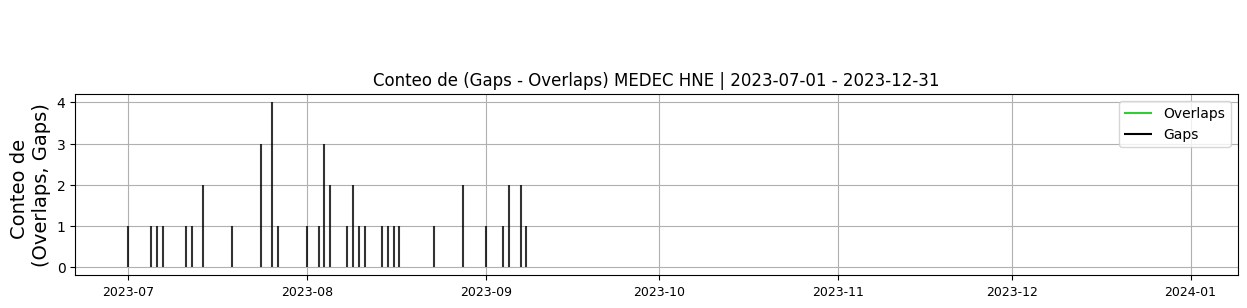 Conteo de (Gaps - Overlaps) MEDEC HNE | 2023-07-01 - 2023-12-31
Conteo de
(Overlaps, Gaps)
4
3
2
1
0
Overlaps
Gaps
2023-07
2023-08
2023-09
2023-10
2023-11
2023-12
2024-01